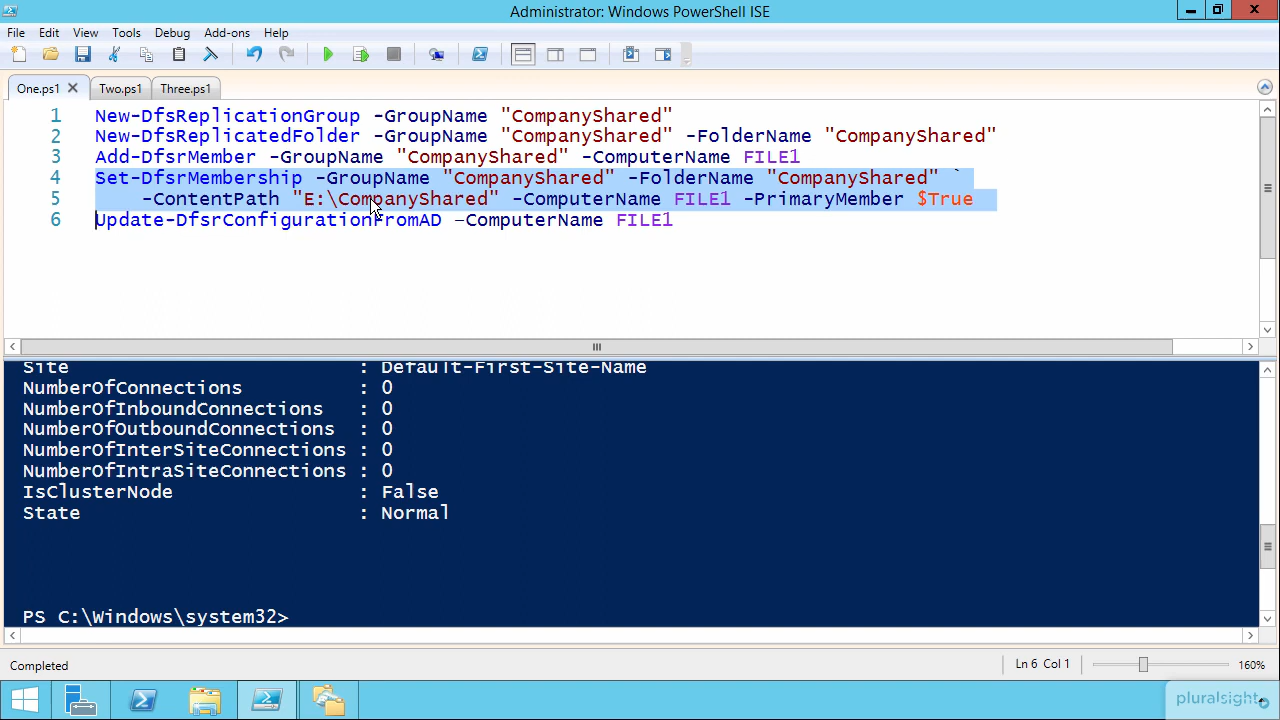 Administrator: Windows PowerShell ISE
File Edit View Tools Debug Add-ons Help
One.ps1 Two.ps1 Three.ps1
1 New-DfsReplicationGroup -GroupName "CompanyShared"
2 New-DfsReplicatedFolder -GroupName "CompanyShared" -FolderName "CompanyShared"
3 Add-DfsrMember -GroupName "CompanyShared" -ComputerName FILE1
4 Set-DfsrMembership -GroupName "CompanyShared" -FolderName "CompanyShared" `
5 -ContentPath "E:\CompanyShared" -ComputerName FILE1 -PrimaryMember $True
6 Update-DfsrConfigurationFromAD –ComputerName FILE1
Site : Default-First-Site-Name
NumberOfConnections : 0
NumberOfInboundConnections : 0
NumberOfOutboundConnections : 0
NumberOfInterSiteConnections : 0
NumberOfIntraSiteConnections : 0
IsClusterNode : False
State : Normal
PS C:\Windows\system32>
Completed Ln 6 Col 1 160%
pluralsight